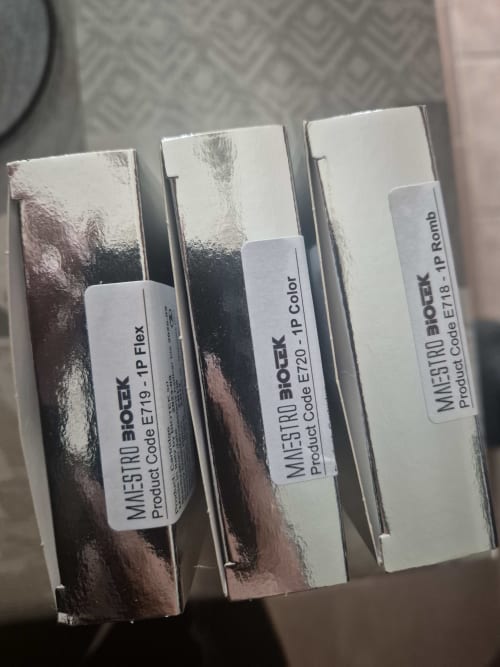 MAESTRO BiOTEK
Product Code E719 - 1P Flex
MAESTRO BiOTEK
Product Code E720 - 1P Color
MAESTRO BiOTEK
Product Code E718 - 1P Romb